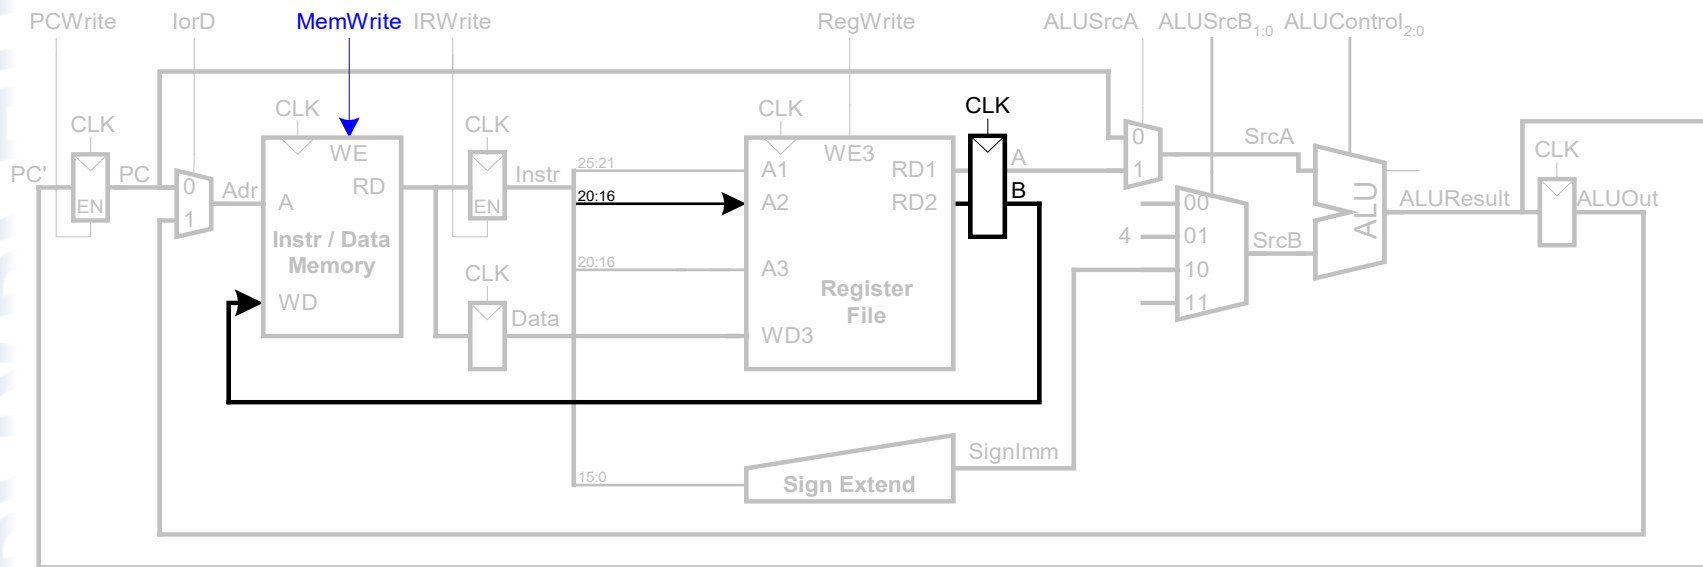 PCWrite IorD MemWrite IRWrite RegWrite ALUSrcA ALUSrcB1:0 ALUControl2:0
CLK CLK CLK CLK CLK
PC' PC EN
0 1 Adr
WE
RD
A
Instr / Data
Memory
WD
EN
Instr
CLK
Data
25:21
20:16
20:16
15:0
CLK
WE3
A1 RD1
A2 RD2
A3
Register
File
WD3
A
B
0
1
SrcA
00
4 01
10
11
SrcB
ALU
ALUResult
CLK
ALUOut
SignImm
Sign Extend